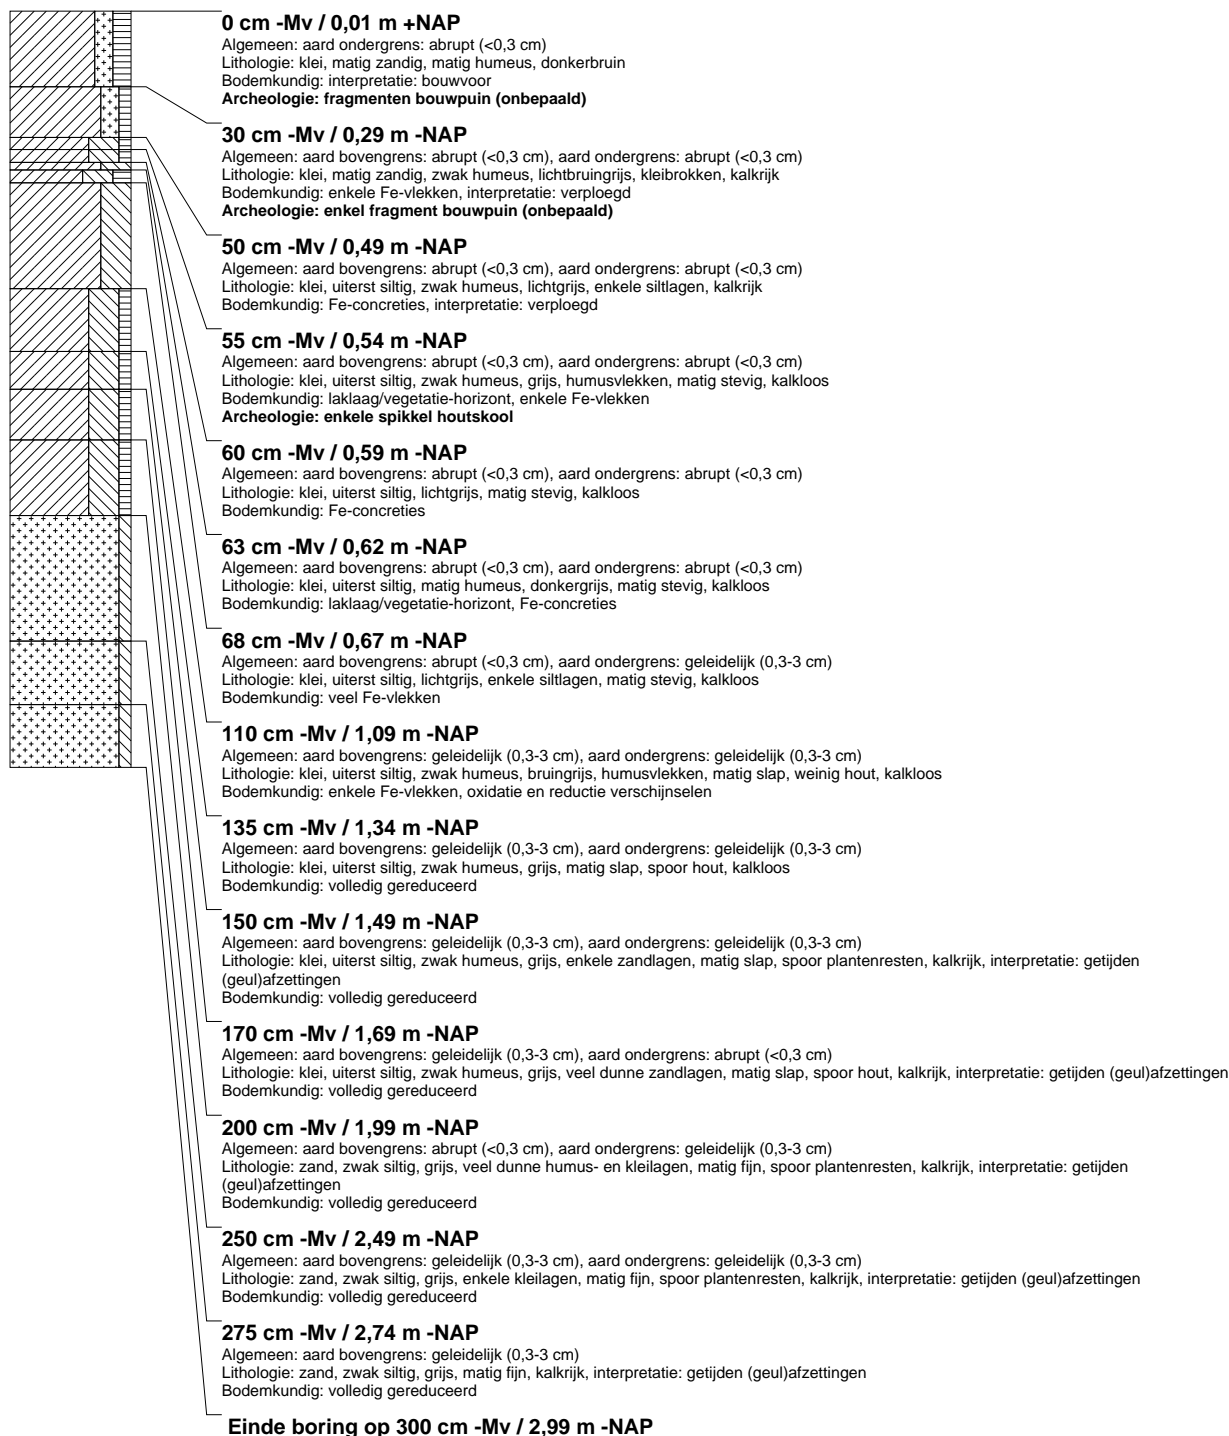 0 cm -Mv / 0,01 m +NAP
Algemeen: aard ondergrens: abrupt (<0,3 cm)
Lithologie: klei, matig zandig, matig humeus, donkerbruin
Bodemkundig: interpretatie: bouwvoor
Archeologie: fragmenten bouwpuin (onbepaald)
30 cm -Mv / 0,29 m -NAP
Algemeen: aard bovengrens: abrupt (<0,3 cm), aard ondergrens: abrupt (<0,3 cm)
Lithologie: klei, matig zandig, zwak humeus, lichtbruingrijs, kleibrokken, kalkrijk
Bodemkundig: enkele Fe-vlekken, interpretatie: verploegd
Archeologie: enkel fragment bouwpuin (onbepaald)
50 cm -Mv / 0,49 m -NAP
Algemeen: aard bovengrens: abrupt (<0,3 cm), aard ondergrens: abrupt (<0,3 cm)
Lithologie: klei, uiterst siltig, zwak humeus, lichtgrijs, enkele siltlagen, kalkrijk
Bodemkundig: Fe-concreties, interpretatie: verploegd
55 cm -Mv / 0,54 m -NAP
Algemeen: aard bovengrens: abrupt (<0,3 cm), aard ondergrens: abrupt (<0,3 cm)
Lithologie: klei, uiterst siltig, zwak humeus, grijs, humusvlekken, matig stevig, kalkloos
Bodemkundig: laklaag/vegetatie-horizont, enkele Fe-vlekken
Archeologie: enkele spikkel houtskool
60 cm -Mv / 0,59 m -NAP
Algemeen: aard bovengrens: abrupt (<0,3 cm), aard ondergrens: abrupt (<0,3 cm)
Lithologie: klei, uiterst siltig, lichtgrijs, matig stevig, kalkloos
Bodemkundig: Fe-concreties
63 cm -Mv / 0,62 m -NAP
Algemeen: aard bovengrens: abrupt (<0,3 cm), aard ondergrens: abrupt (<0,3 cm)
Lithologie: klei, uiterst siltig, matig humeus, donkergrijs, matig stevig, kalkloos
Bodemkundig: laklaag/vegetatie-horizont, Fe-concreties
68 cm -Mv / 0,67 m -NAP
Algemeen: aard bovengrens: abrupt (<0,3 cm), aard ondergrens: geleidelijk (0,3-3 cm)
Lithologie: klei, uiterst siltig, lichtgrijs, enkele siltlagen, matig stevig, kalkloos
Bodemkundig: veel Fe-vlekken
110 cm -Mv / 1,09 m -NAP
Algemeen: aard bovengrens: geleidelijk (0,3-3 cm), aard ondergrens: geleidelijk (0,3-3 cm)
Lithologie: klei, uiterst siltig, zwak humeus, bruingrijs, humusvlekken, matig slap, weinig hout, kalkloos
Bodemkundig: enkele Fe-vlekken, oxidatie en reductie verschijnselen
135 cm -Mv / 1,34 m -NAP
Algemeen: aard bovengrens: geleidelijk (0,3-3 cm), aard ondergrens: geleidelijk (0,3-3 cm)
Lithologie: klei, uiterst siltig, zwak humeus, grijs, matig slap, spoor hout, kalkloos
Bodemkundig: volledig gereduceerd
150 cm -Mv / 1,49 m -NAP
Algemeen: aard bovengrens: geleidelijk (0,3-3 cm), aard ondergrens: geleidelijk (0,3-3 cm)
Lithologie: klei, uiterst siltig, zwak humeus, grijs, enkele zandlagen, matig slap, spoor plantenresten, kalkrijk, interpretatie: getijden
(geul)afzettingen
Bodemkundig: volledig gereduceerd
170 cm -Mv / 1,69 m -NAP
Algemeen: aard bovengrens: geleidelijk (0,3-3 cm), aard ondergrens: abrupt (<0,3 cm)
Lithologie: klei, uiterst siltig, zwak humeus, grijs, veel dunne zandlagen, matig slap, spoor hout, kalkrijk, interpretatie: getijden (geul)afzettingen
Bodemkundig: volledig gereduceerd
200 cm -Mv / 1,99 m -NAP
Algemeen: aard bovengrens: abrupt (<0,3 cm), aard ondergrens: geleidelijk (0,3-3 cm)
Lithologie: zand, zwak siltig, grijs, veel dunne humus- en kleilagen, matig fijn, spoor plantenresten, kalkrijk, interpretatie: getijden
(geul)afzettingen
Bodemkundig: volledig gereduceerd
250 cm -Mv / 2,49 m -NAP
Algemeen: aard bovengrens: geleidelijk (0,3-3 cm), aard ondergrens: geleidelijk (0,3-3 cm)
Lithologie: zand, zwak siltig, grijs, enkele kleilagen, matig fijn, spoor plantenresten, kalkrijk, interpretatie: getijden (geul)afzettingen
Bodemkundig: volledig gereduceerd
275 cm -Mv / 2,74 m -NAP
Algemeen: aard bovengrens: geleidelijk (0,3-3 cm)
Lithologie: zand, zwak siltig, grijs, matig fijn, kalkrijk, interpretatie: getijden (geul)afzettingen
Bodemkundig: volledig gereduceerd
Einde boring op 300 cm -Mv / 2,99 m -NAP